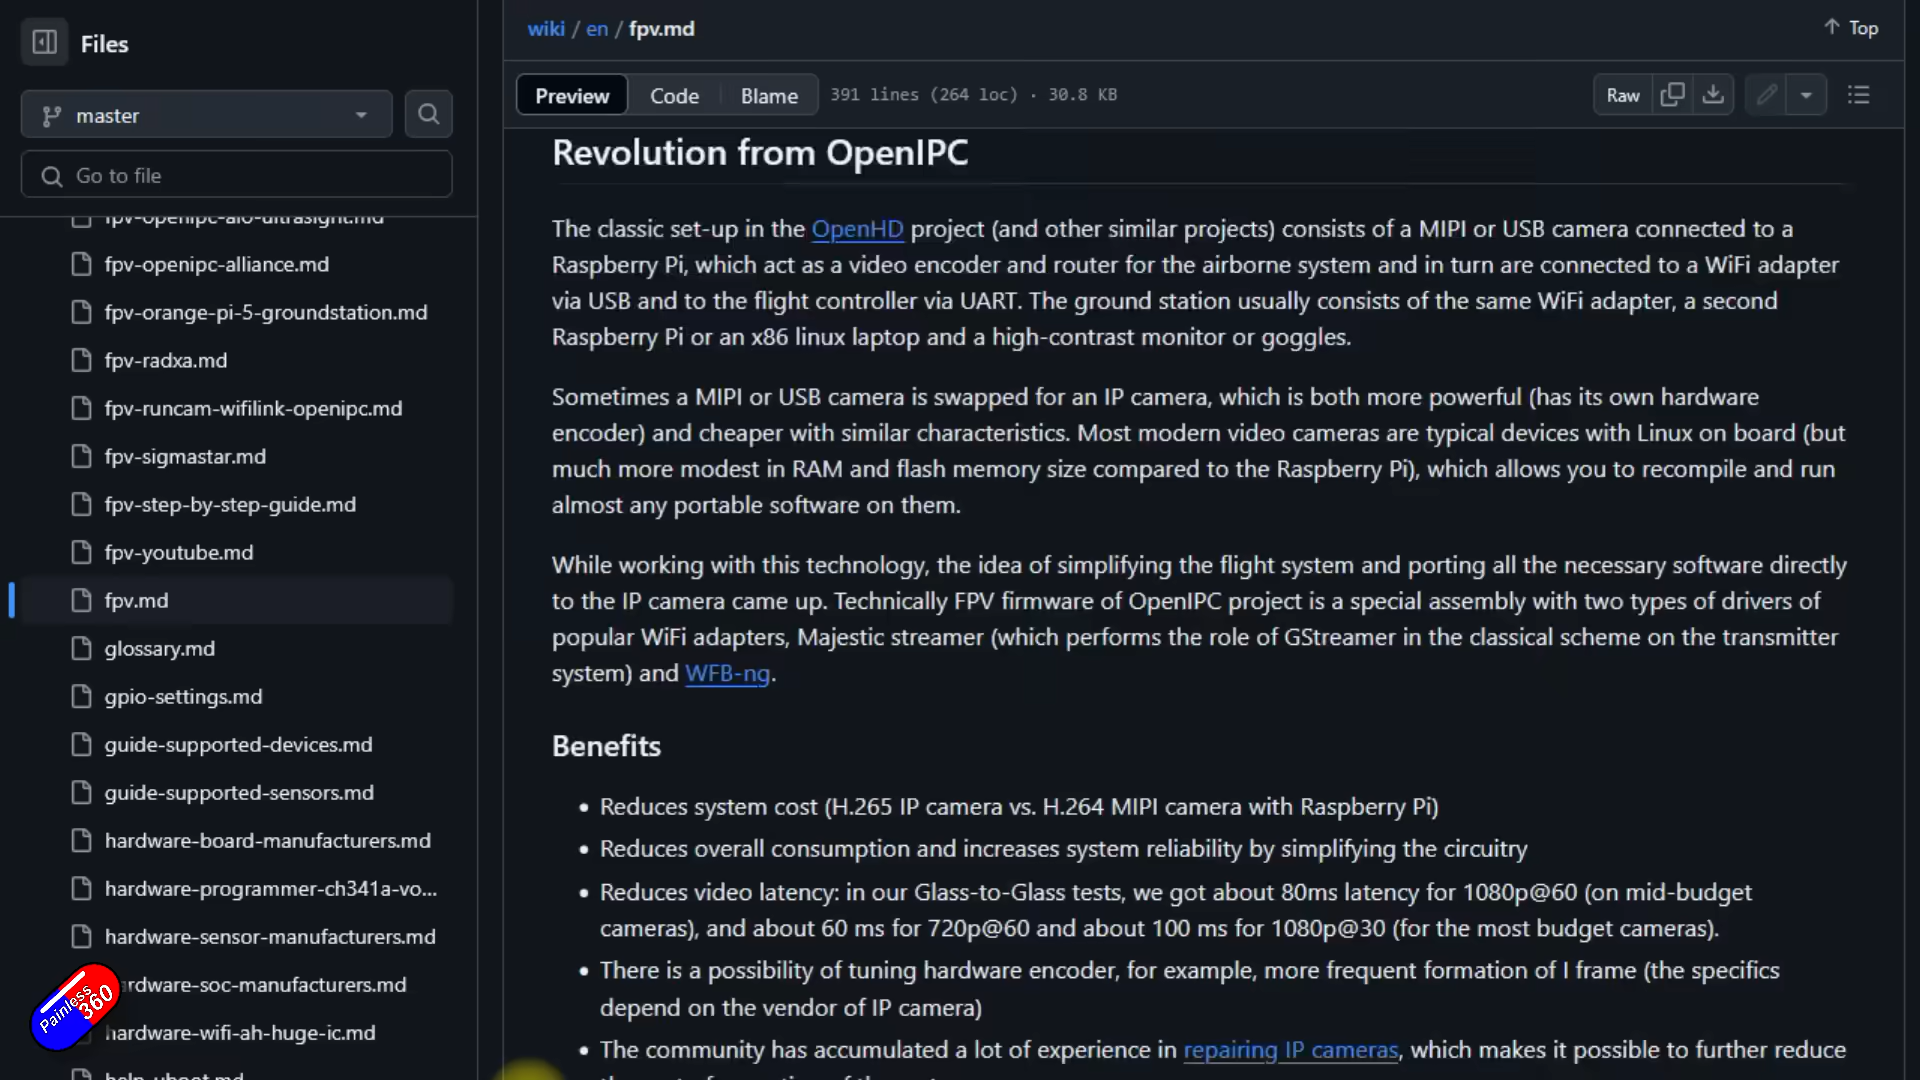 Files
master
Go to file
fpv-openipc-aio-ultrasight.md
fpv-openipc-alliance.md
fpv-orange-pi-5-groundstation.md
fpv-radxa.md
fpv-runcam-wifilink-openipc.md
fpv-sigmastar.md
fpv-step-by-step-guide.md
fpv-youtube.md
fpv.md
glossary.md
gpio-settings.md
guide-supported-devices.md
guide-supported-sensors.md
hardware-board-manufacturers.md
hardware-programmer-ch341a-vo...
hardware-sensor-manufacturers.md
rdware-soc-manufacturers.md
hardware-wifi-ah-huge-ic.md
help-uboot.md
Painless
360
wiki / en / fpv.md
Top
Preview Code Blame 391 lines (264 loc) · 30.8 KB
Raw
Revolution from OpenIPC
The classic set-up in the OpenHD project (and other similar projects) consists of a MIPI or USB camera connected to a
Raspberry Pi, which act as a video encoder and router for the airborne system and in turn are connected to a WiFi adapter
via USB and to the flight controller via UART. The ground station usually consists of the same WiFi adapter, a second
Raspberry Pi or an x86 linux laptop and a high-contrast monitor or goggles.
Sometimes a MIPI or USB camera is swapped for an IP camera, which is both more powerful (has its own hardware
encoder) and cheaper with similar characteristics. Most modern video cameras are typical devices with Linux on board (but
much more modest in RAM and flash memory size compared to the Raspberry Pi), which allows you to recompile and run
almost any portable software on them.
While working with this technology, the idea of simplifying the flight system and porting all the necessary software directly
to the IP camera came up. Technically FPV firmware of OpenIPC project is a special assembly with two types of drivers of
popular WiFi adapters, Majestic streamer (which performs the role of GStreamer in the classical scheme on the transmitter
system) and WFB-ng.
Benefits
• Reduces system cost (H.265 IP camera vs. H.264 MIPI camera with Raspberry Pi)
• Reduces overall consumption and increases system reliability by simplifying the circuitry
• Reduces video latency: in our Glass-to-Glass tests, we got about 80ms latency for 1080p@60 (on mid-budget
cameras), and about 60 ms for 720p@60 and about 100 ms for 1080p@30 (for the most budget cameras).
• There is a possibility of tuning hardware encoder, for example, more frequent formation of I frame (the specifics
depend on the vendor of IP camera)
• The community has accumulated a lot of experience in repairing IP cameras, which makes it possible to further reduce